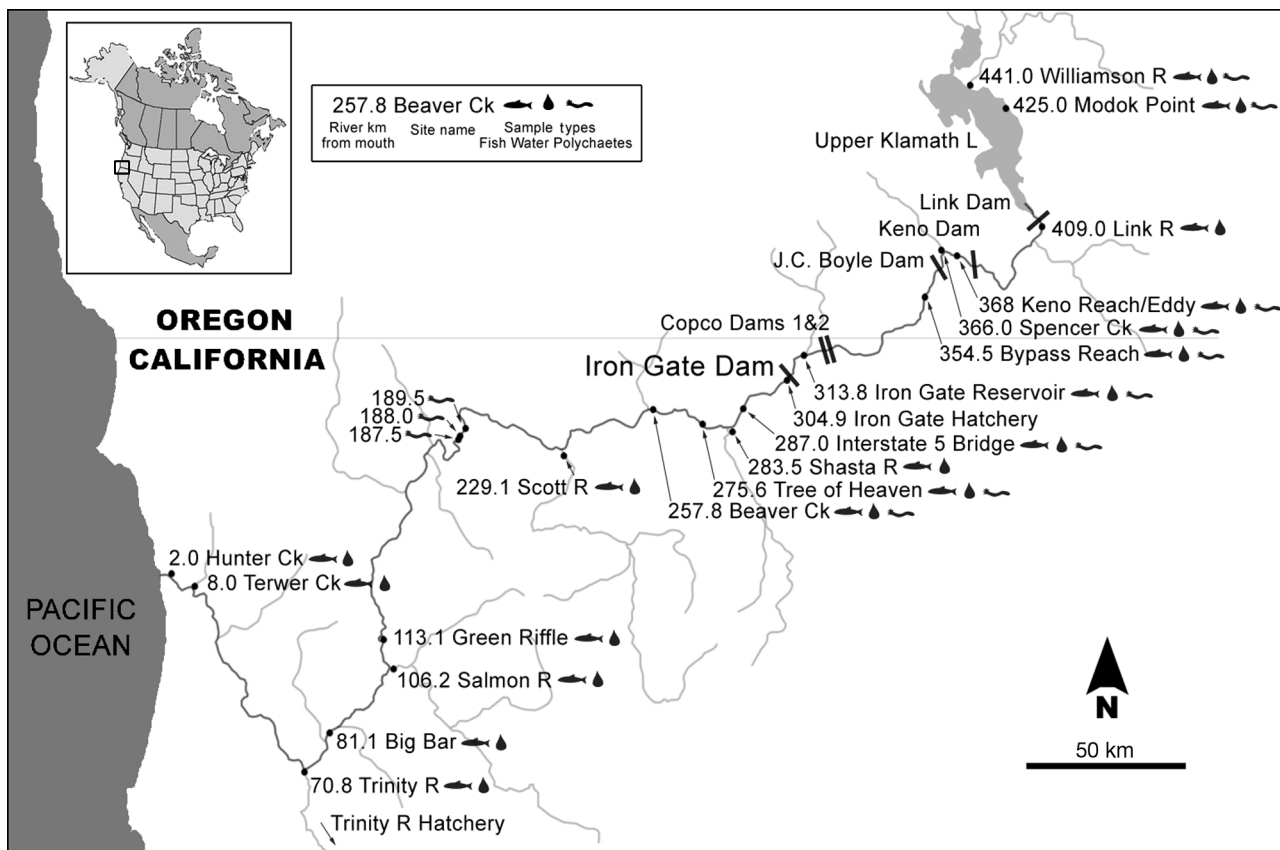 257.8 Beaver Ck
River km Site name Sample types
from mouth Fish Water Polychaetes
441.0 Williamson R
425.0 Modok Point
Upper Klamath L
Link Dam
409.0 Link R
Keno Dam
J.C. Boyle Dam
368 Keno Reach/Eddy
366.0 Spencer Ck
354.5 Bypass Reach
OREGON
CALIFORNIA
Copco Dams 1&2
Iron Gate Dam
313.8 Iron Gate Reservoir
304.9 Iron Gate Hatchery
287.0 Interstate 5 Bridge
283.5 Shasta R
275.6 Tree of Heaven
257.8 Beaver Ck
189.5
188.0
187.5
229.1 Scott R
2.0 Hunter Ck
8.0 Terwer Ck
PACIFIC
OCEAN
113.1 Green Riffle
106.2 Salmon R
81.1 Big Bar
70.8 Trinity R
Trinity R Hatchery
N
50 km